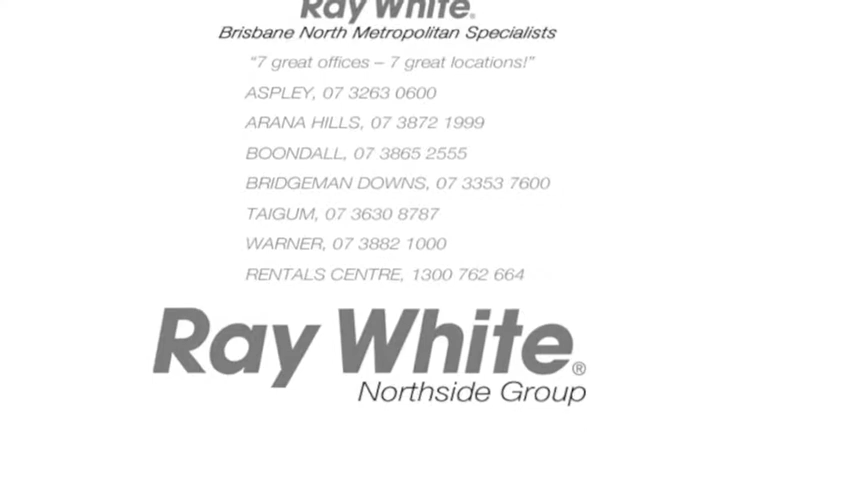 Ray White®
Brisbane North Metropolitan Specialists
"7 great offices – 7 great locations!"
ASPLEY, 07 3263 0600
ARANA HILLS, 07 3872 1999
BOONDALL, 07 3865 2555
BRIDGEMAN DOWNS, 07 3353 7600
TAIGUM, 07 3630 8787
WARNER, 07 3882 1000
RENTALS CENTRE, 1300 762 664
Ray White®
Northside Group